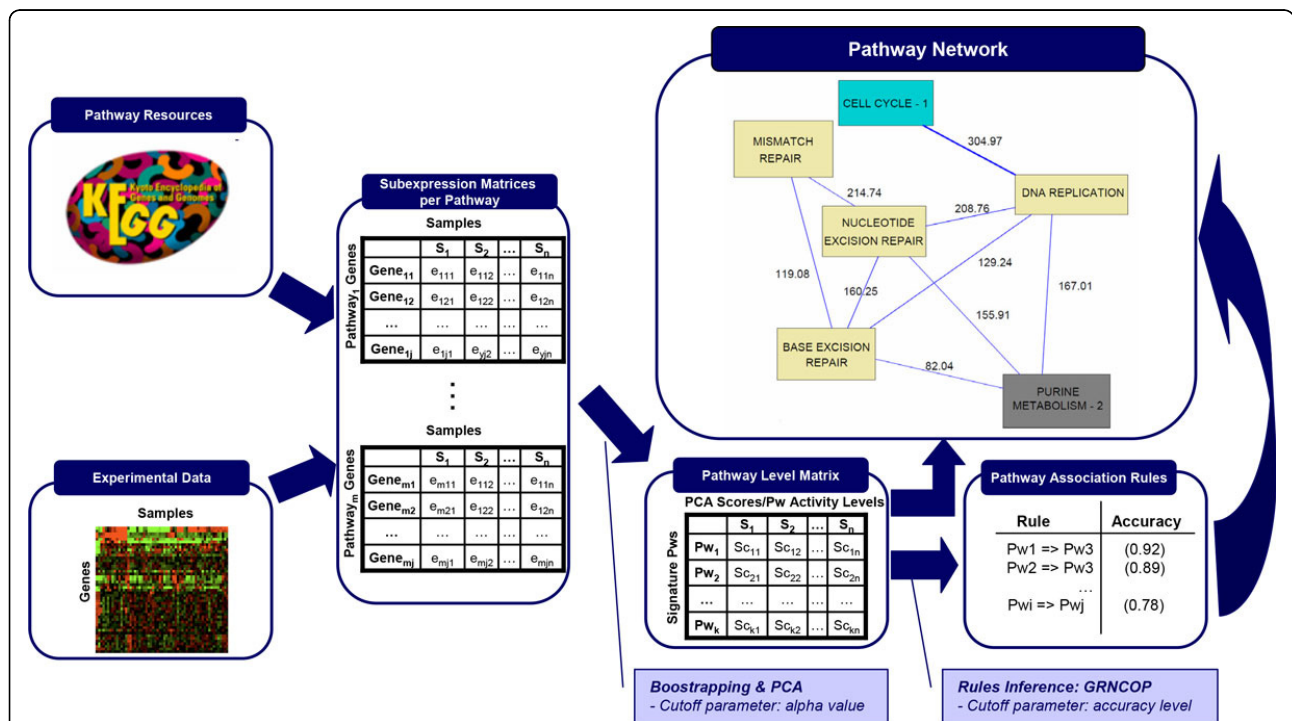 Pathway Resources
KEGG
Kyoto Encyclopedia of
Genes and Genomes
Experimental Data
Samples
Genes
Subexpression Matrices
per Pathway
Samples
Pathway1 Genes
S1 S2 ... Sn
Gene11 e111 e112 ... e11n
Gene12 e121 e122 ... e12n
... ... ... ... ...
Gene1j e1j1 eyj2 ... eyjn
Samples
Pathwaym Genes
S1 S2 ... Sn
Genem1 em11 e112 ... e11n
Genem2 em21 e122 ... e12n
... ... ... ... ...
Genemj emj1 emj2 ... emjn
Boostrapping & PCA
- Cutoff parameter: alpha value
Pathway Level Matrix
PCA Scores/Pw Activity Levels
Signature Pws
S1 S2 ... Sn
Pw1 Sc11 Sc12 ... Sc1n
Pw2 Sc21 Sc22 ... Sc2n
... ... ... ... ...
Pwk Sck1 Sck2 ... Sckn
Rules Inference: GRNCOP
- Cutoff parameter: accuracy level
Pathway Association Rules
Rule Accuracy
Pw1 => Pw3 (0.92)
Pw2 => Pw3 (0.89)
...
Pwi => Pwj (0.78)
Pathway Network
CELL CYCLE - 1
304.97
MISMATCH
REPAIR
214.74
DNA REPLICATION
208.76
NUCLEOTIDE
EXCISION REPAIR
129.24
119.08
160.25
167.01
155.91
BASE EXCISION
REPAIR
82.04
PURINE
METABOLISM - 2